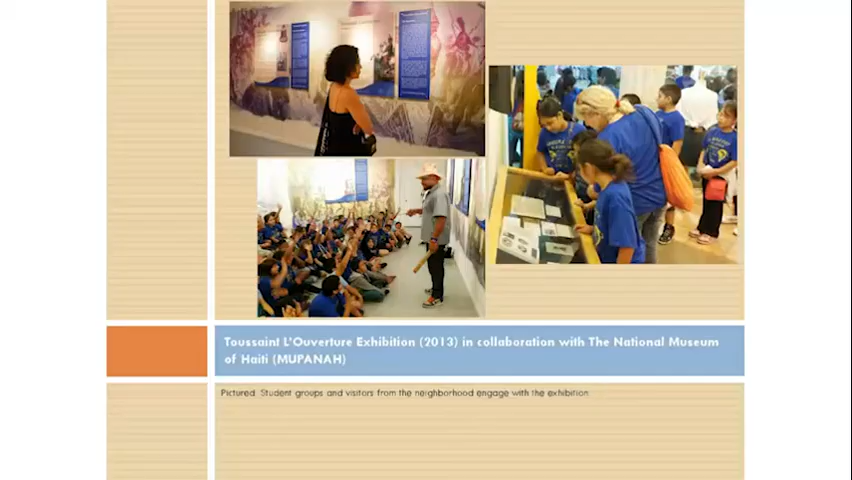 Toussaint L'Ouverture Exhibition (2013) in collaboration with The National Museum
of Haiti (MUPANAH)
Pictured: Student groups and visitors from the neighborhood engage with the exhibition.